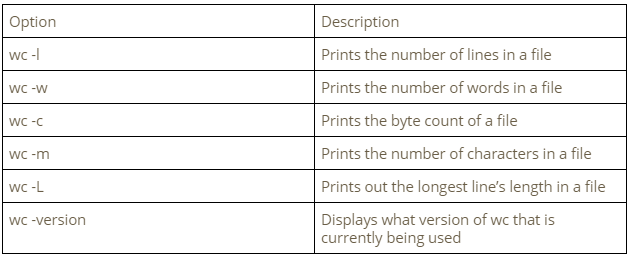 Option Description
wc -l Prints the number of lines in a file
wc -w Prints the number of words in a file
wc -c Prints the byte count of a file
wc -m Prints the number of characters in a file
wc -L Prints out the longest line’s length in a file
wc -version Displays what version of wc that is
currently being used